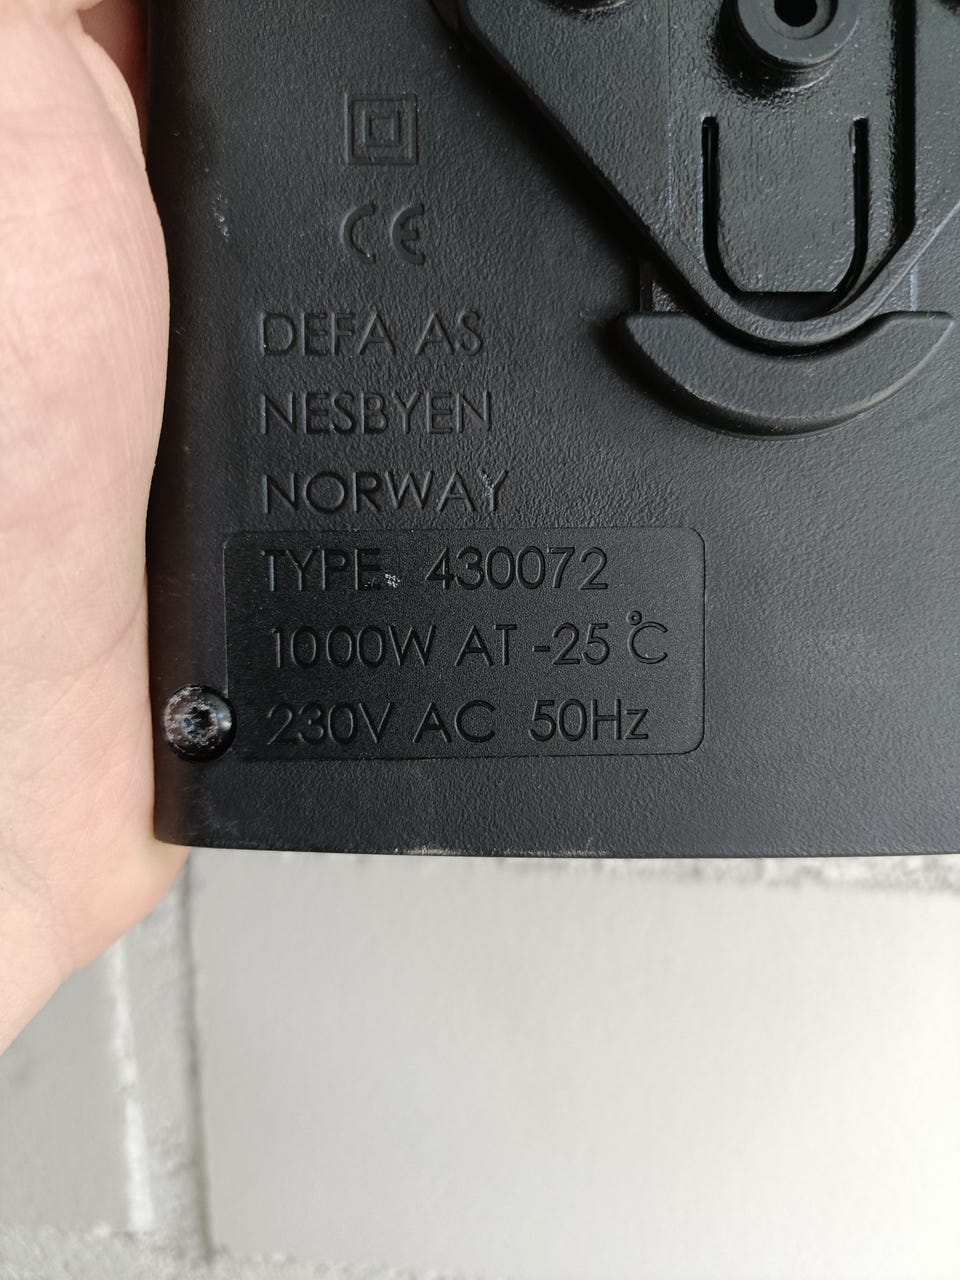 CE
DEFA AS
NESBYEN
NORWAY
TYPE 430072
1000W AT -25 °C
230V AC 50Hz